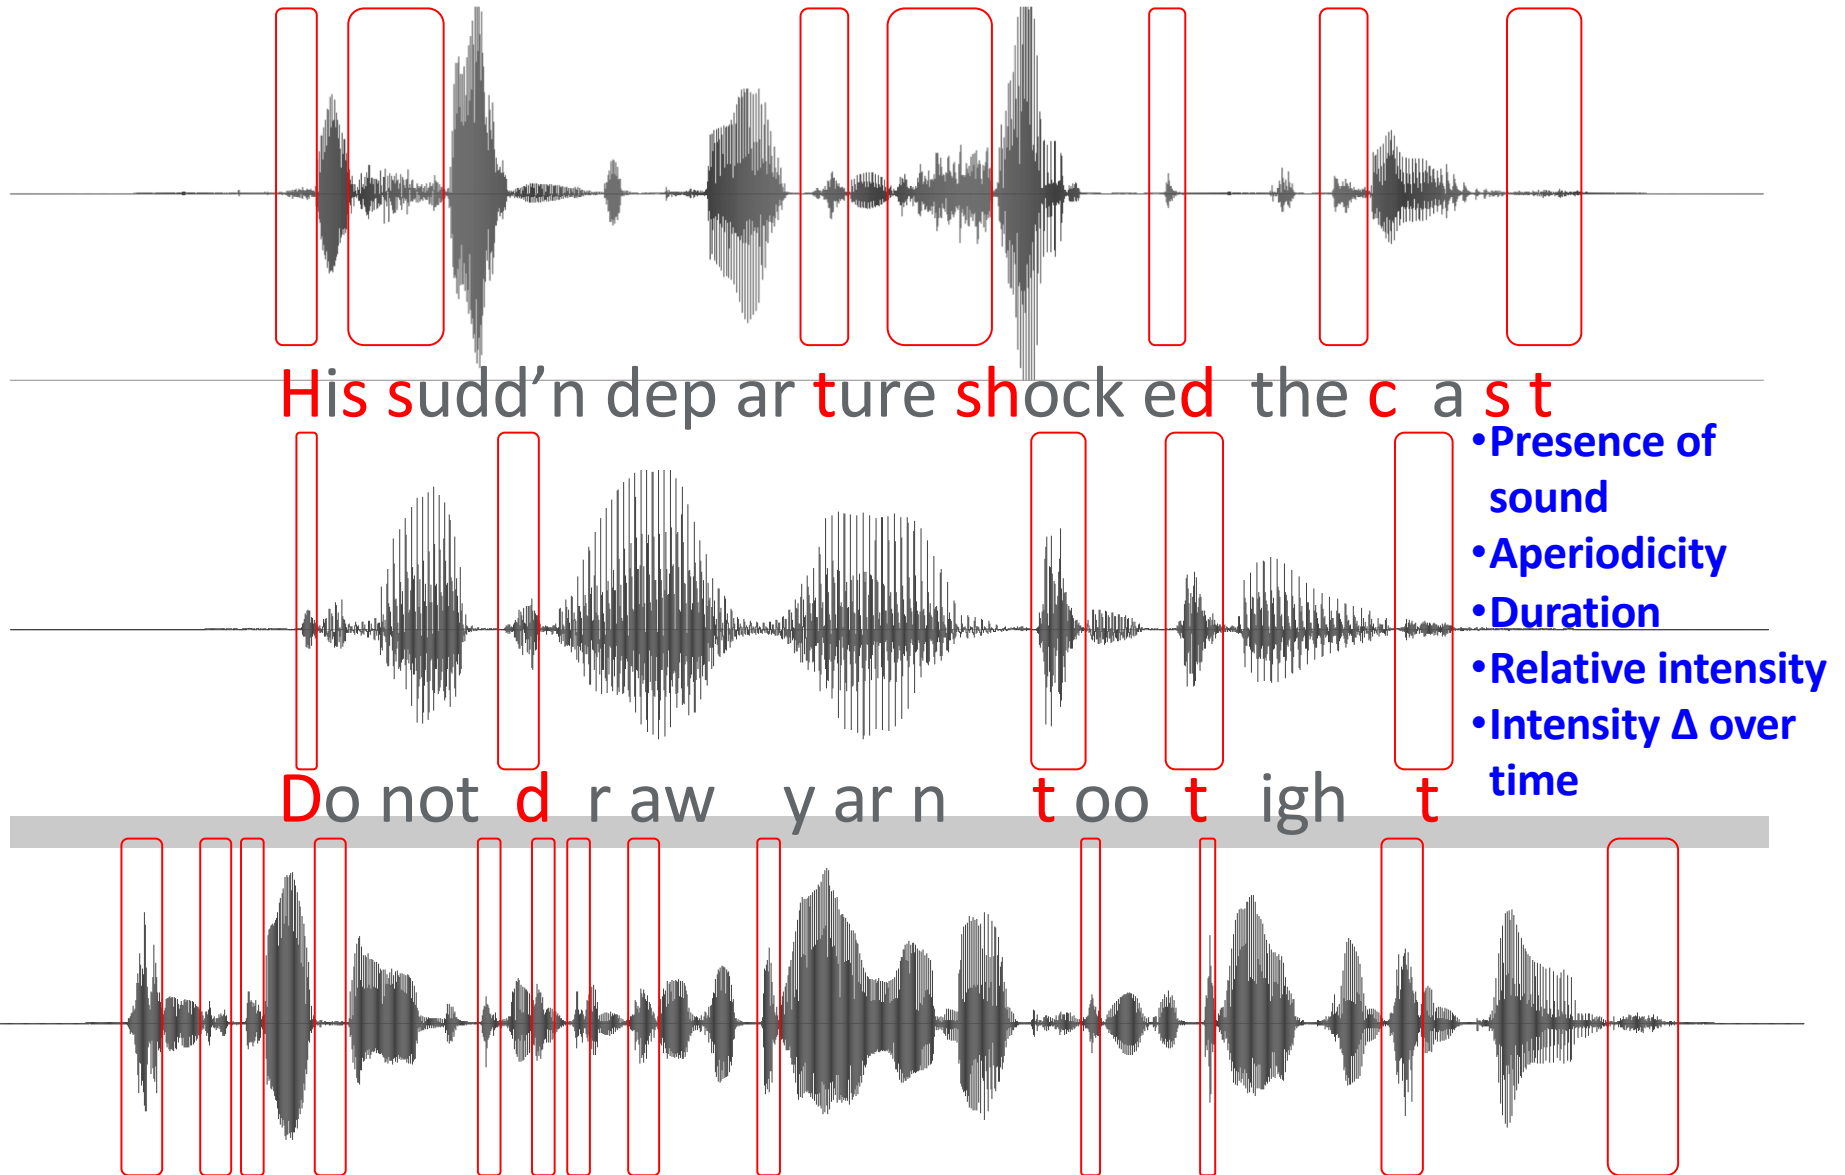 His sudd’n dep ar ture shock ed the c a s t
•Presence of
sound
•Aperiodicity
•Duration
•Relative intensity
•Intensity Δ over
time
Do not d r aw y ar n t oo t igh t